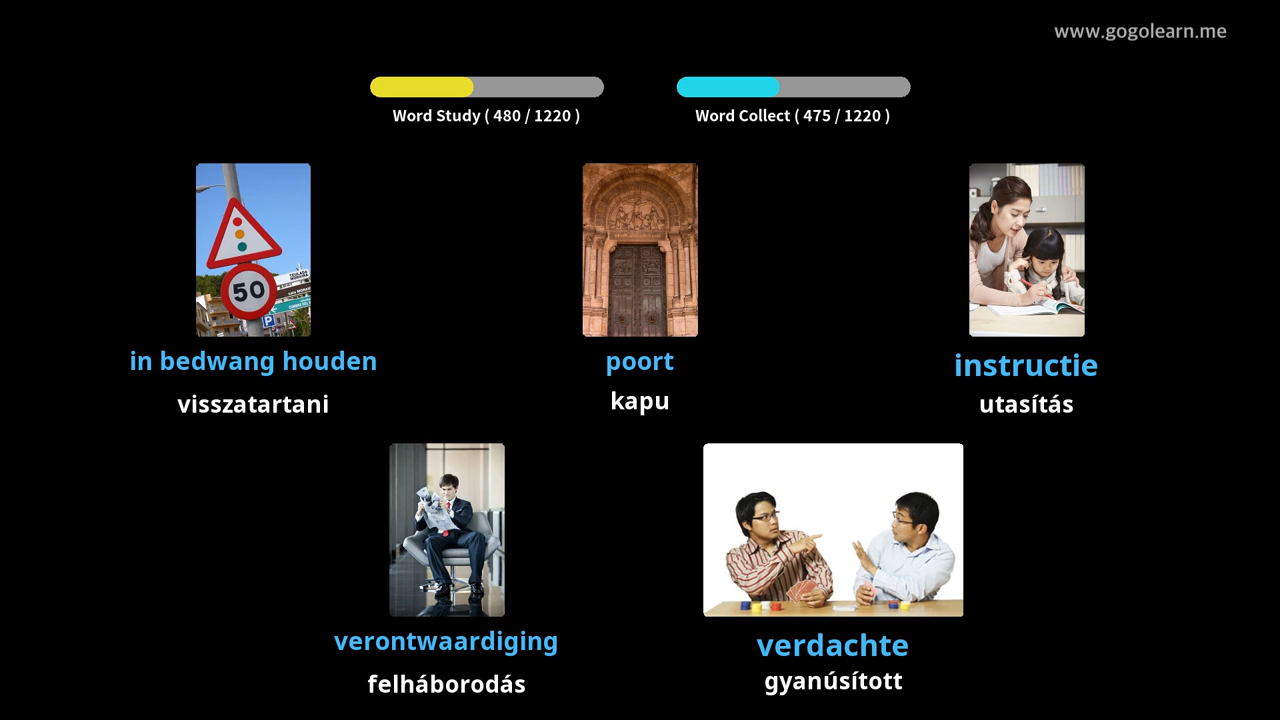 www.gogolearn.me
Word Study ( 480 / 1220 )
Word Collect ( 475 / 1220 )
50
P
in bedwang houden
poort
instructie
visszatartani
kapu
utasítás
verontwaardiging
verdachte
felháborodás
gyanúsított